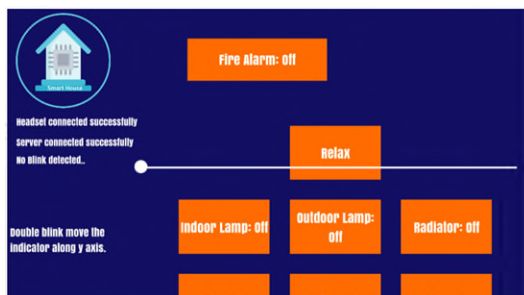 Smart House
Fire Alarm: Off
Headset connected successfully
Server connected successfully
No Blink detected..
Relax
Indoor Lamp: Off
Outdoor Lamp:
Off
Radiator: Off
Double blink move the
indicator along y axis.